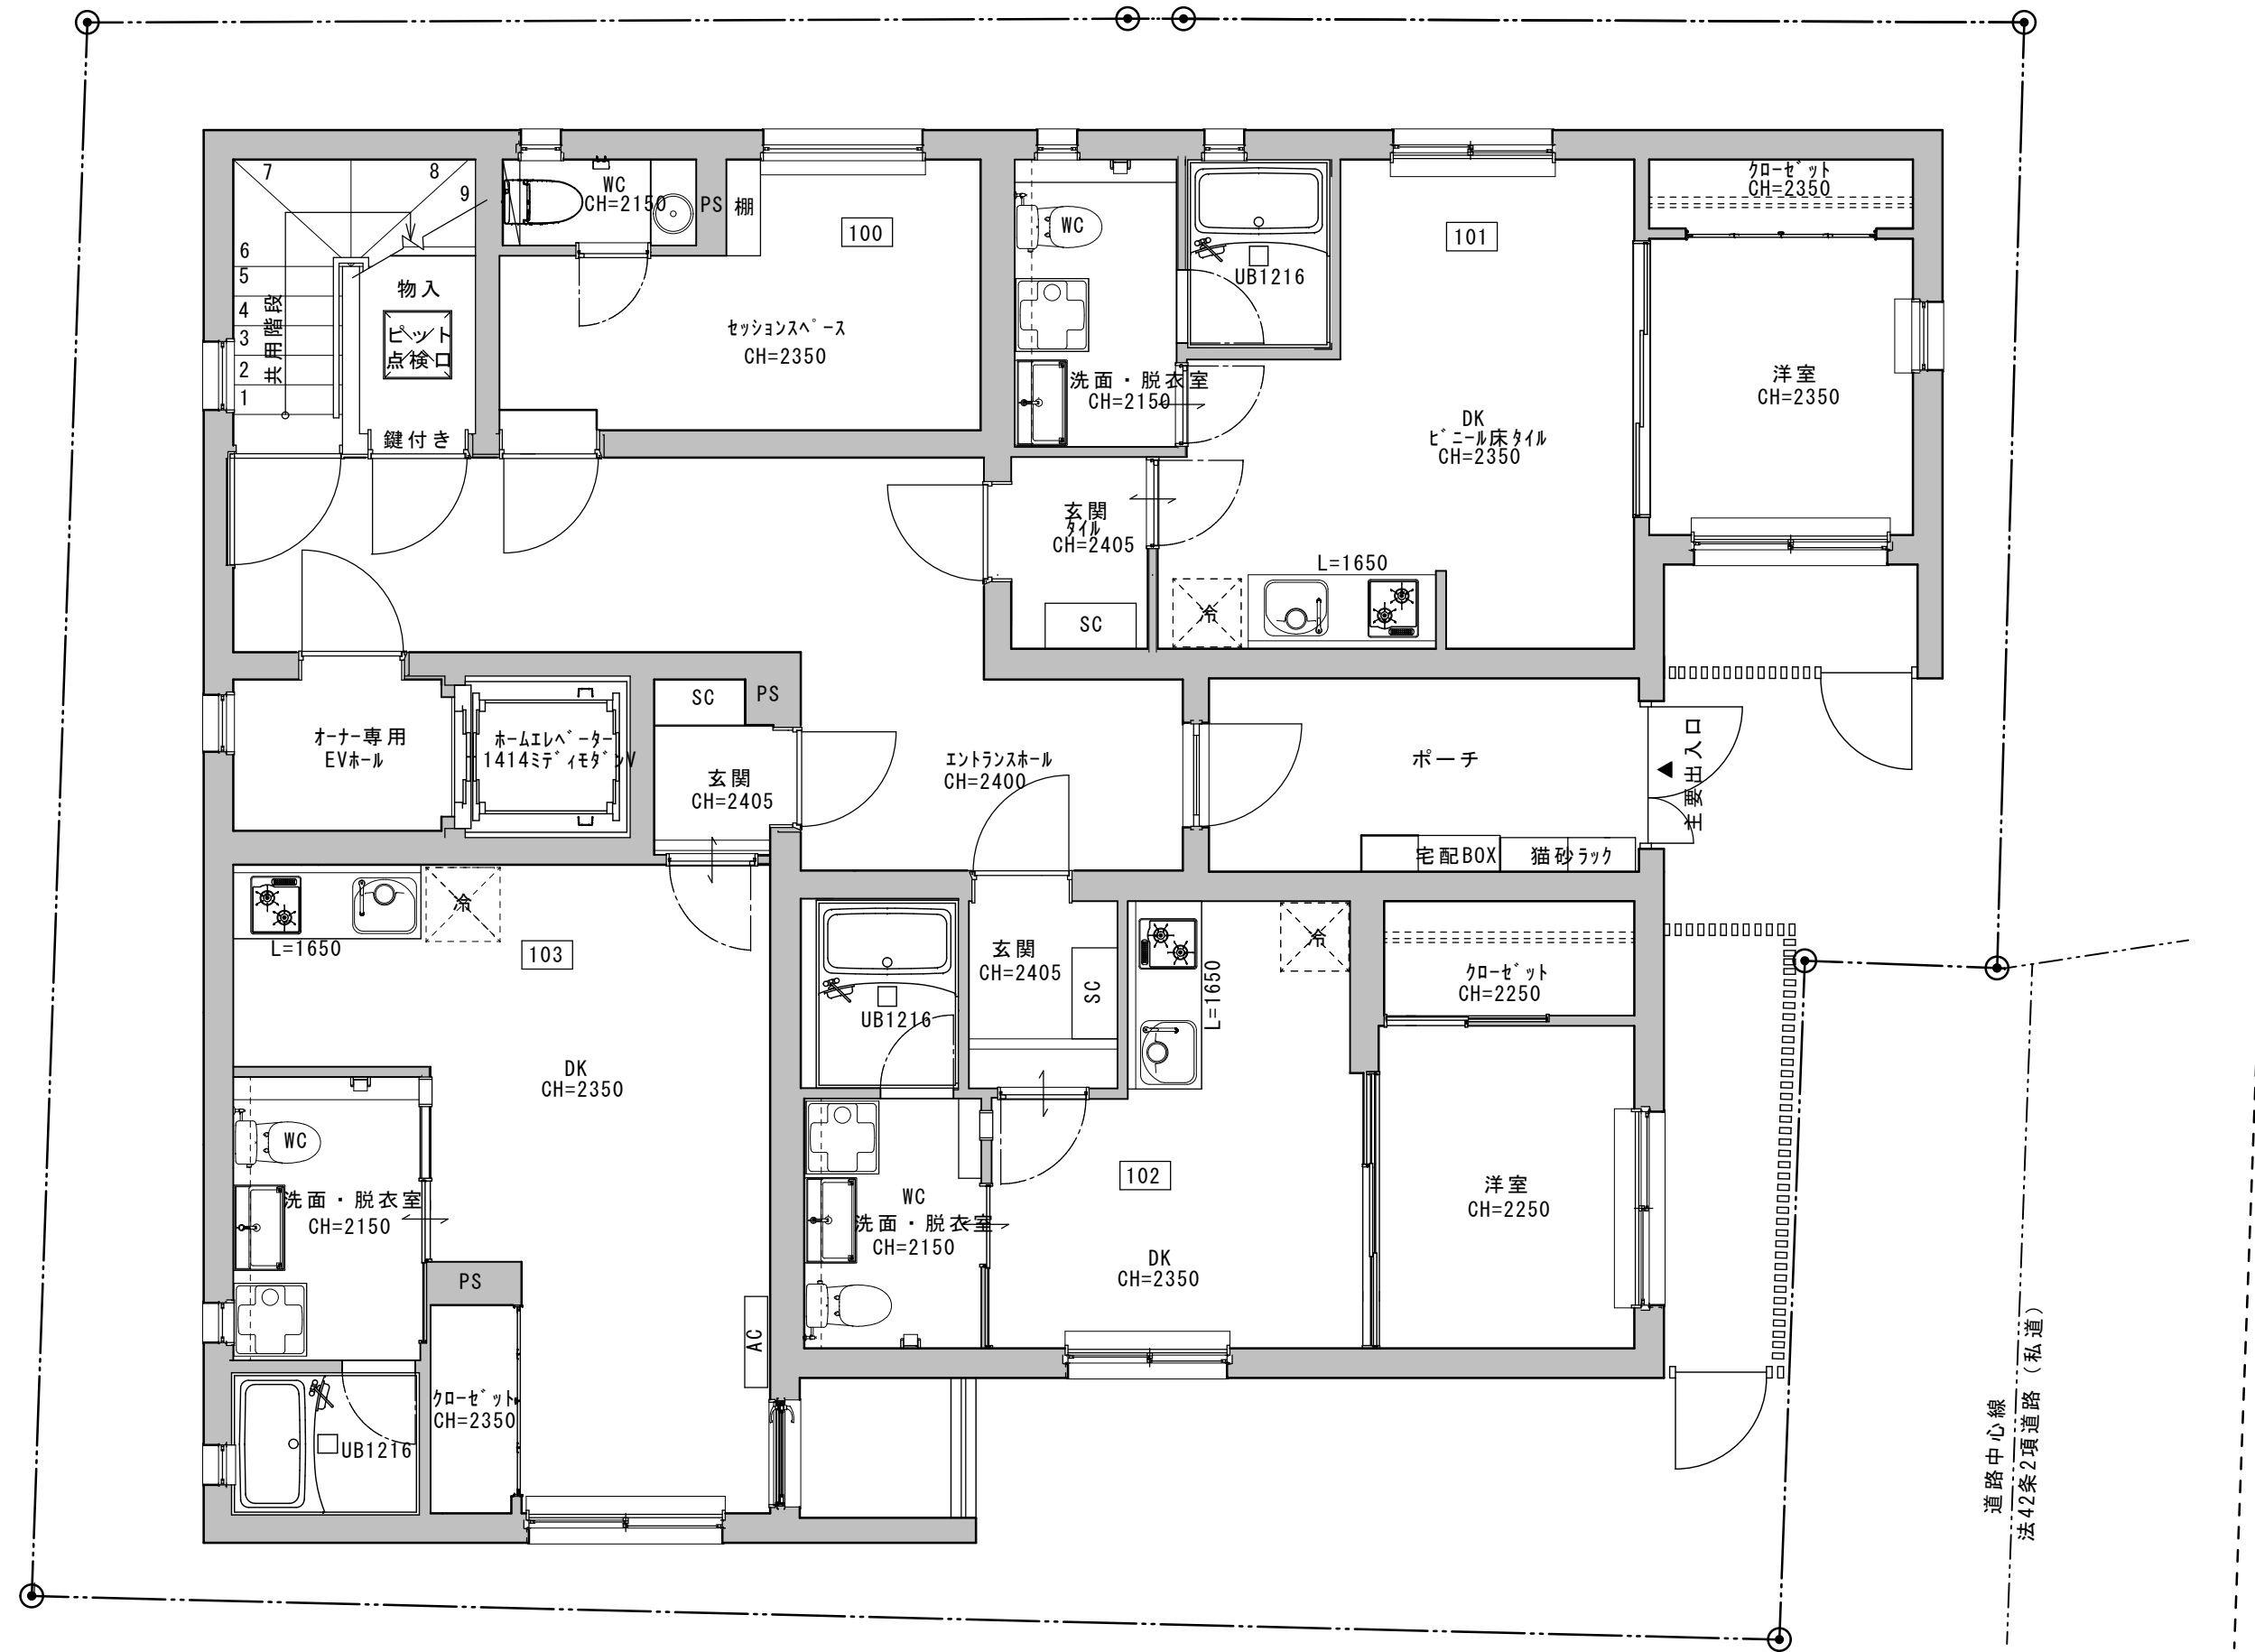 7
8
9
6
5
4
3
2
1
共用階段
物入
ピット
点検口
鍵付き
WC
CH=2150
PS
棚
100
ｾｯｼｮﾝｽﾍﾟｰｽ
CH=2350
WC
洗面・脱衣室
CH=2150
UB1216
101
DK
ﾋﾞﾆｰﾙ床ﾀｲﾙ
CH=2350
ｸﾛｰｾﾞｯﾄ
CH=2350
洋室
CH=2350
玄関
ﾀｲﾙ
CH=2405
SC
冷
L=1650
ｵｰﾅｰ専用
EVﾎｰﾙ
ﾎｰﾑｴﾚﾍﾞｰﾀｰ
1414ﾐﾃﾞｨﾓﾀﾞﾝV
SC
PS
玄関
CH=2405
ｴﾝﾄﾗﾝｽﾎｰﾙ
CH=2400
ポーチ
宅配BOX
猫砂ﾗｯｸ
主要出入口
L=1650
冷
103
DK
CH=2350
WC
洗面・脱衣室
CH=2150
PS
ｸﾛｰｾﾞｯﾄ
CH=2350
UB1216
AC
UB1216
玄関
CH=2405
SC
L=1650
冷
ｸﾛｰｾﾞｯﾄ
CH=2250
102
WC
洗面・脱衣室
CH=2150
DK
CH=2350
洋室
CH=2250
道路中心線
法42条2項道路（私道）